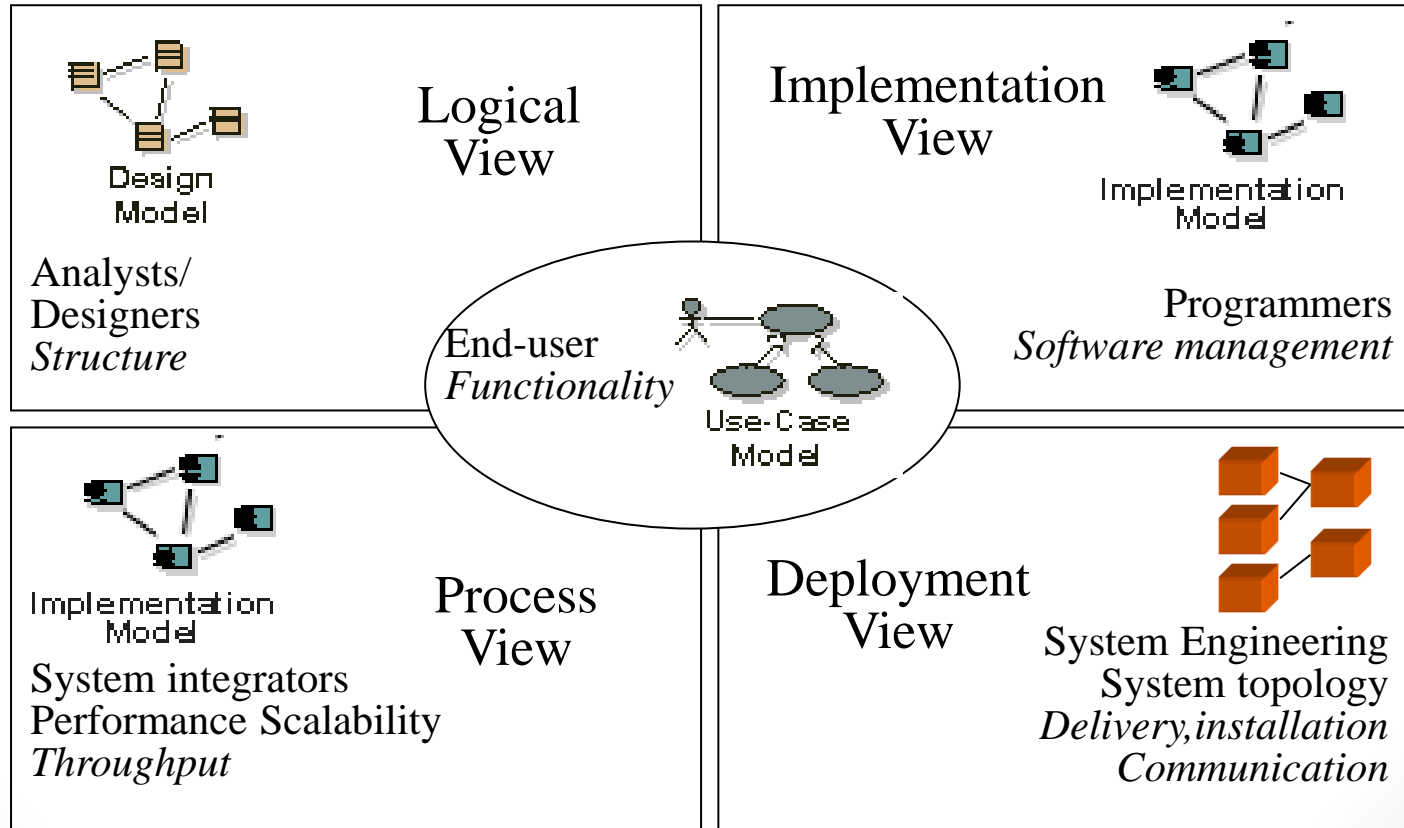 Logical
View
Design
Model
Analysts/
Designers
Structure
Implementation
View
Implementation
Model
Programmers
Software management
End-user
Functionality
Use-Case
Model
Implementation
Model
Process
View
System integrators
Performance Scalability
Throughput
Deployment
View
System Engineering
System topology
Delivery,installation
Communication